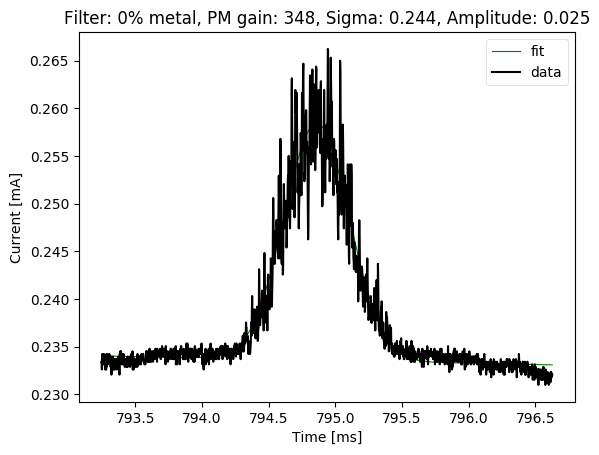 Filter: 0% metal, PM gain: 348, Sigma: 0.244, Amplitude: 0.025
fit
data
0.265
0.260
0.255
0.250
0.245
0.240
0.235
0.230
Current [mA]
793.5 794.0 794.5 795.0 795.5 796.0 796.5
Time [ms]